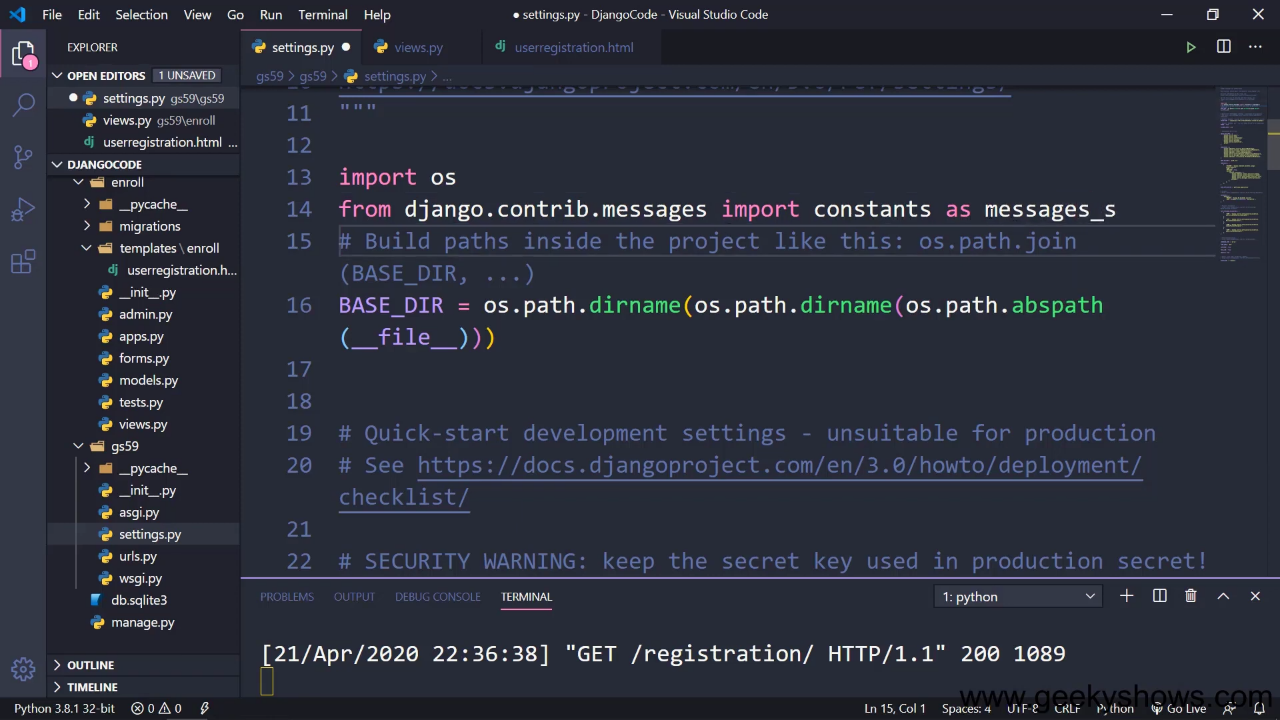 File Edit Selection View Go Run Terminal Help
● settings.py - DjangoCode - Visual Studio Code
EXPLORER
settings.py
views.py
userregistration.html
1
OPEN EDITORS 1 UNSAVED
settings.py gs59\gs59
views.py gs59\enroll
userregistration.html ...
DJANGOCODE
enroll
__pycache__
migrations
templates \ enroll
userregistration.h...
__init__.py
admin.py
apps.py
forms.py
models.py
tests.py
views.py
gs59
__pycache__
__init__.py
asgi.py
settings.py
urls.py
wsgi.py
db.sqlite3
manage.py
OUTLINE
TIMELINE
gs59 > gs59 > settings.py > ...
11 """
12
13 import os
14 from django.contrib.messages import constants as messages_s
15 # Build paths inside the project like this: os.path.join
(BASE_DIR, ...)
16 BASE_DIR = os.path.dirname(os.path.dirname(os.path.abspath
(__file__)))
17
18
19 # Quick-start development settings - unsuitable for production
20 # See https://docs.djangoproject.com/en/3.0/howto/deployment/
checklist/
21
22 # SECURITY WARNING: keep the secret key used in production secret!
PROBLEMS OUTPUT DEBUG CONSOLE TERMINAL
1: python
[21/Apr/2020 22:36:38] "GET /registration/ HTTP/1.1" 200 1089
www.geekyshows.com
Python 3.8.1 32-bit 0 0 Ln 15, Col 1 Spaces: 4 UTF-8 CRLF Python Go Live